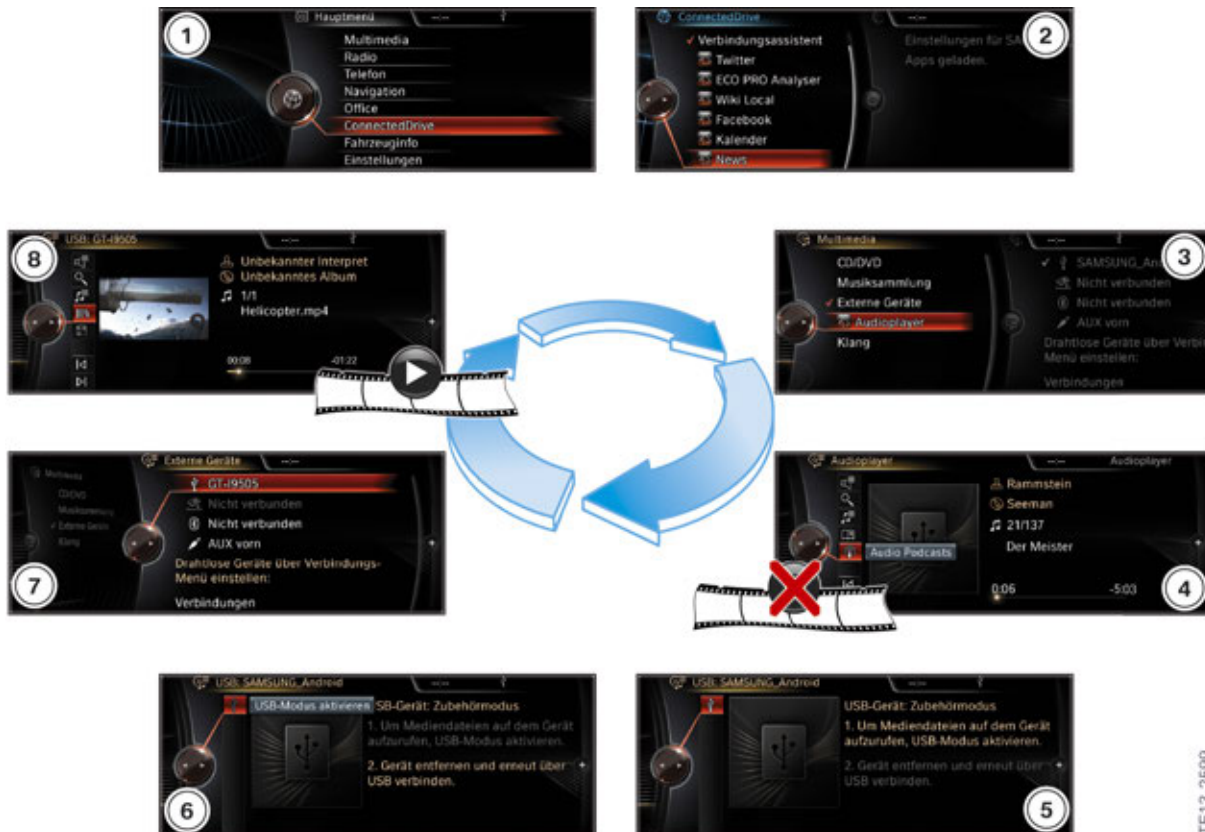 1
Hauptmenü
--:--
Multimedia
Radio
Telefon
Navigation
Office
ConnectedDrive
Fahrzeuginfo
Einstellungen
2
ConnectedDrive
--:--
Verbindungsassistent
Twitter
ECO PRO Analyser
Wiki Local
Facebook
Kalender
News
Einstellungen für SA
Apps geladen.
8
USB: GT-I9505
--:--
Unbekannter Interpret
Unbekanntes Album
1/1
Helicopter.mp4
00:08 -01:22
3
Multimedia
--:--
CD/DVD
Musiksammlung
Externe Geräte
Audioplayer
Klang
SAMSUNG_An
Nicht verbunden
Nicht verbunden
AUX vorn
Drahtlose Geräte über Verbin
Menü einstellen:
Verbindungen
7
Multimedia
CD/DVD
Musiksammlung
Externe Geräte
Klang
Externe Geräte
--:--
GT-I9505
Nicht verbunden
Nicht verbunden
AUX vorn
Drahtlose Geräte über Verbindungs-
Menü einstellen:
Verbindungen
4
Audioplayer
--:--
Audioplayer
Rammstein
Seeman
21/137
Der Meister
Audio Podcasts
0:06 -5:03
6
USB: SAMSUNG_Android
--:--
USB-Modus aktivieren
SB-Gerät: Zubehörmodus
1. Um Mediendateien auf dem Gerät
aufzurufen, USB-Modus aktivieren.
2. Gerät entfernen und erneut über
USB verbinden.
5
USB: SAMSUNG_Android
--:--
USB-Gerät: Zubehörmodus
1. Um Mediendateien auf dem Gerät
aufzurufen, USB-Modus aktivieren.
2. Gerät entfernen und erneut über
USB verbinden.